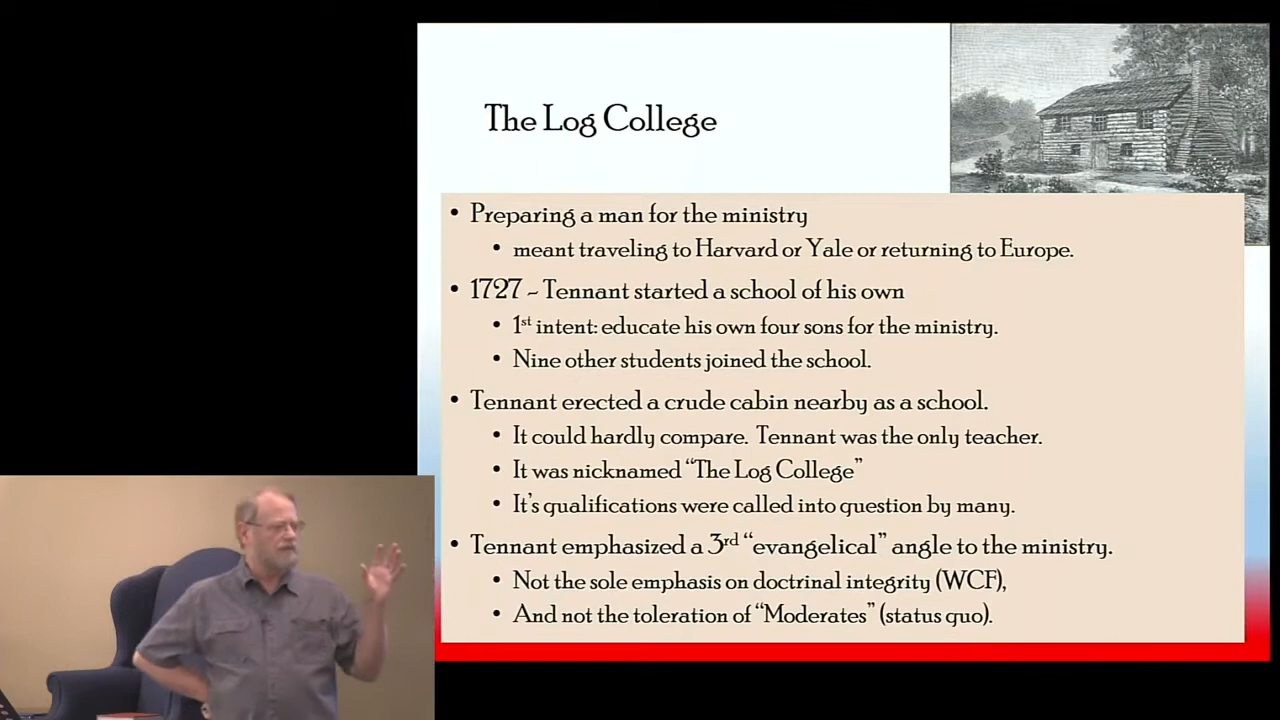 The Log College
• Preparing a man for the ministry
• meant traveling to Harvard or Yale or returning to Europe.
• 1727 ~ Tennant started a school of his own
• 1st intent: educate his own four sons for the ministry.
• Nine other students joined the school.
• Tennant erected a crude cabin nearby as a school.
• It could hardly compare. Tennant was the only teacher.
• It was nicknamed “The Log College”
• It’s qualifications were called into question by many.
• Tennant emphasized a 3rd “evangelical” angle to the ministry.
• Not the sole emphasis on doctrinal integrity (WCF),
• And not the toleration of “Moderates” (status quo).